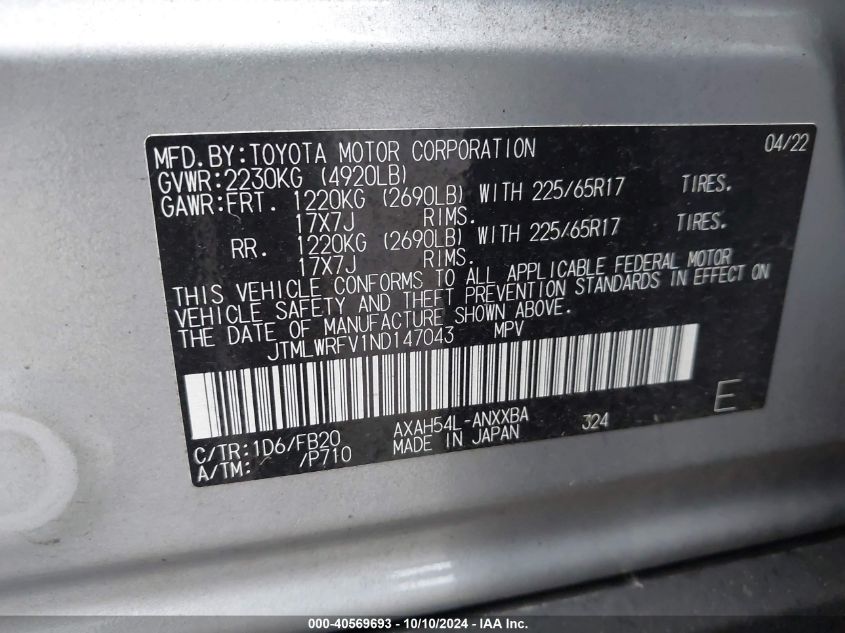 MFD.BY:TOYOTA MOTOR CORPORATION 04/22
GVWR:2230KG (4920LB)
GAWR:FRT. 1220KG (2690LB) WITH 225/65R17 TIRES.
17X7J RIMS.
RR. 1220KG (2690LB) WITH 225/65R17 TIRES.
17X7J RIMS.
THIS VEHICLE CONFORMS TO ALL APPLICABLE FEDERAL MOTOR
VEHICLE SAFETY AND THEFT PREVENTION STANDARDS IN EFFECT ON
THE DATE OF MANUFACTURE SHOWN ABOVE.
JTMLWRFV1ND147043 MPV
E
C/TR:1D6/FB20 AXAH54L-ANXXBA 324
A/TM: /P710 MADE IN JAPAN
000-40569693 - 10/10/2024 - IAA Inc.